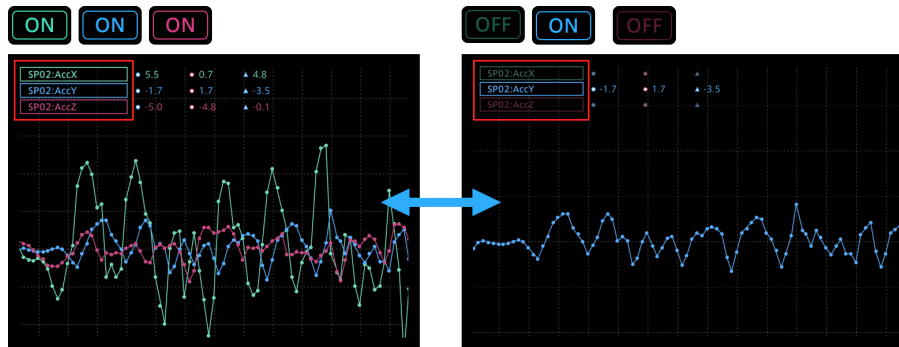 ON ON ON
OFF ON OFF
SP02:AccX 5.5 0.7 4.8
SP02:AccY -1.7 1.7 -3.5
SP02:AccZ -5.0 -4.8 -0.1
SP02:AccX
SP02:AccY -1.7 1.7 -3.5
SP02:AccZ